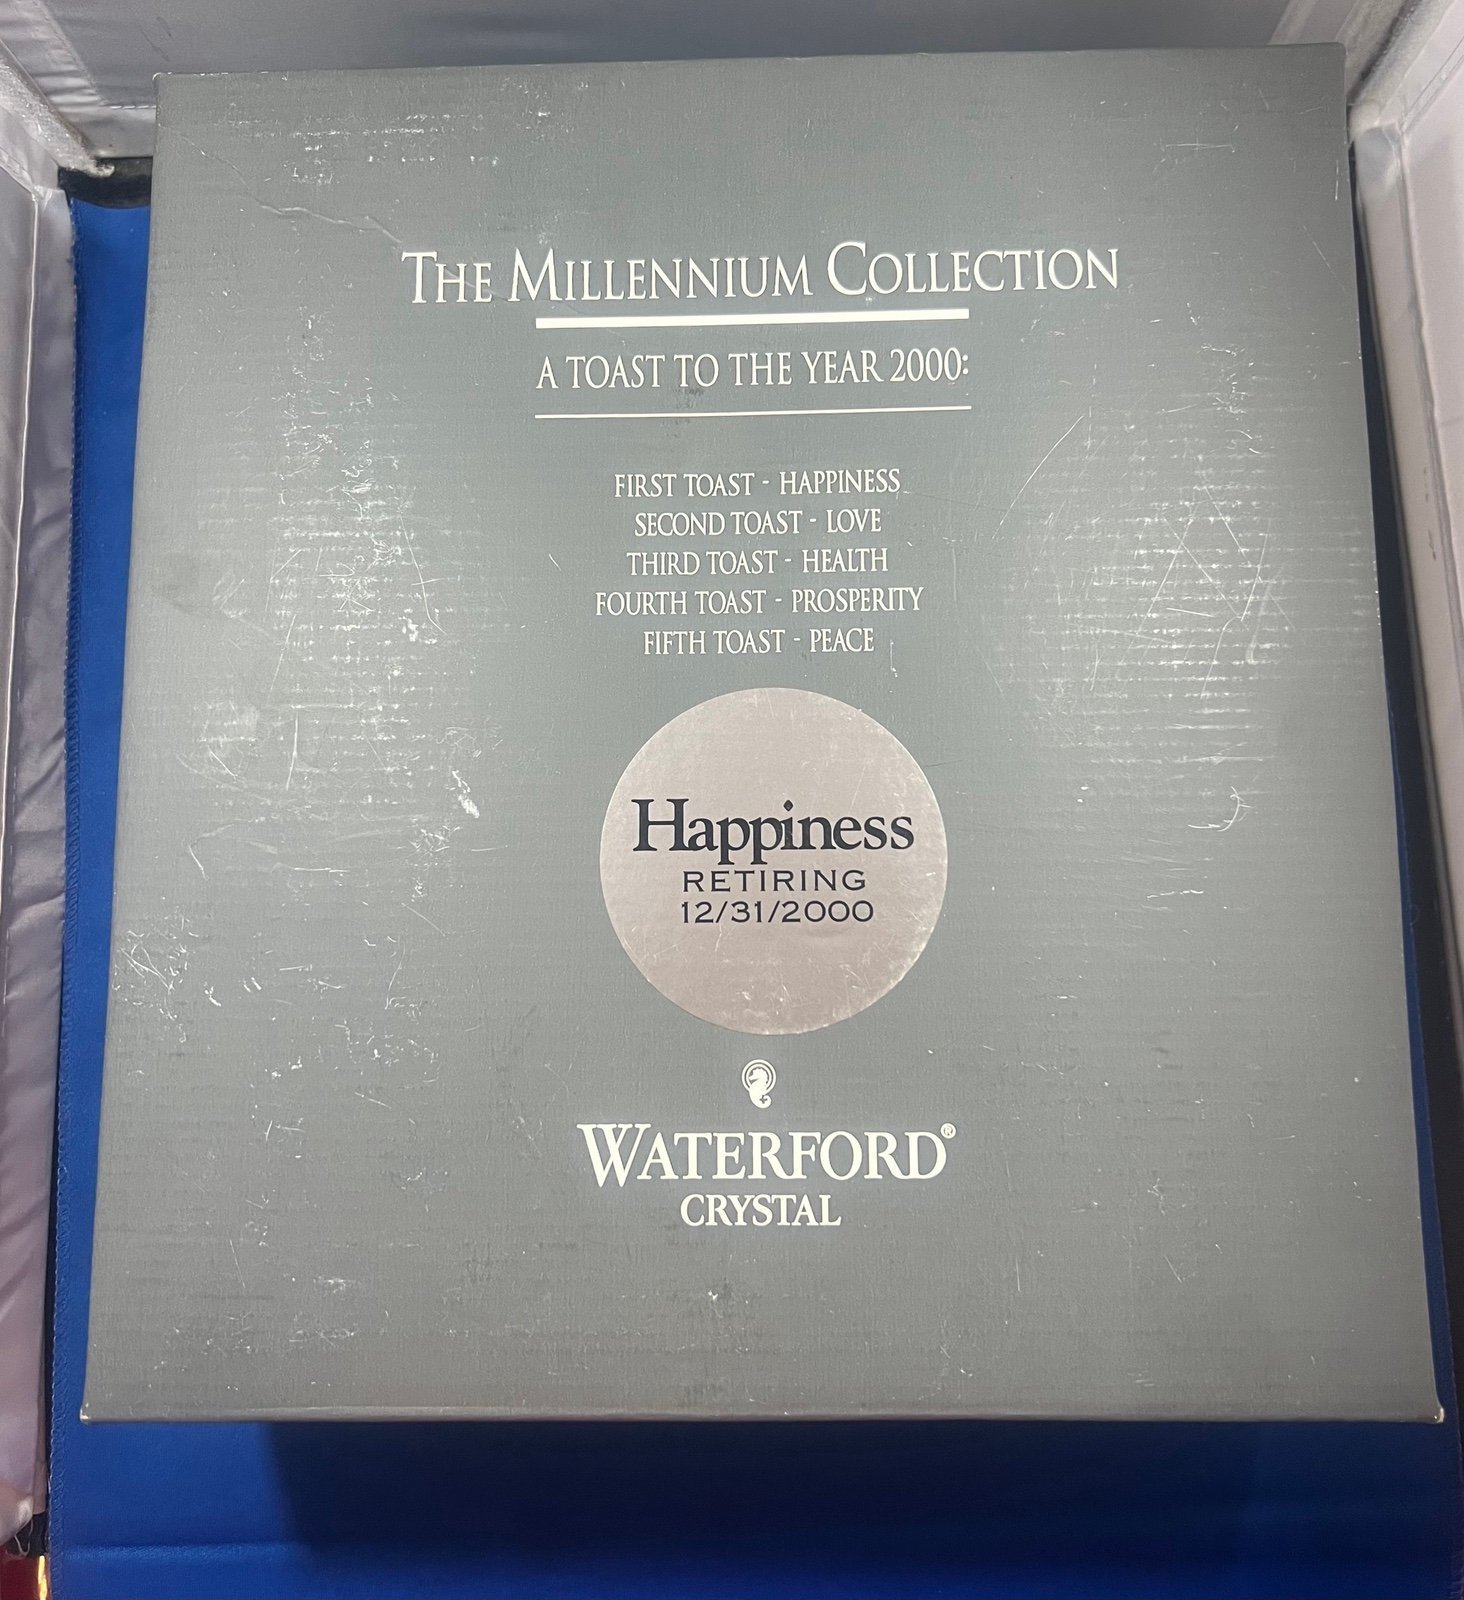 THE MILLENNIUM COLLECTION
A TOAST TO THE YEAR 2000:
FIRST TOAST - HAPPINESS
SECOND TOAST - LOVE
THIRD TOAST - HEALTH
FOURTH TOAST - PROSPERITY
FIFTH TOAST - PEACE
Happiness
RETIRING
12/31/2000
WATERFORD®
CRYSTAL